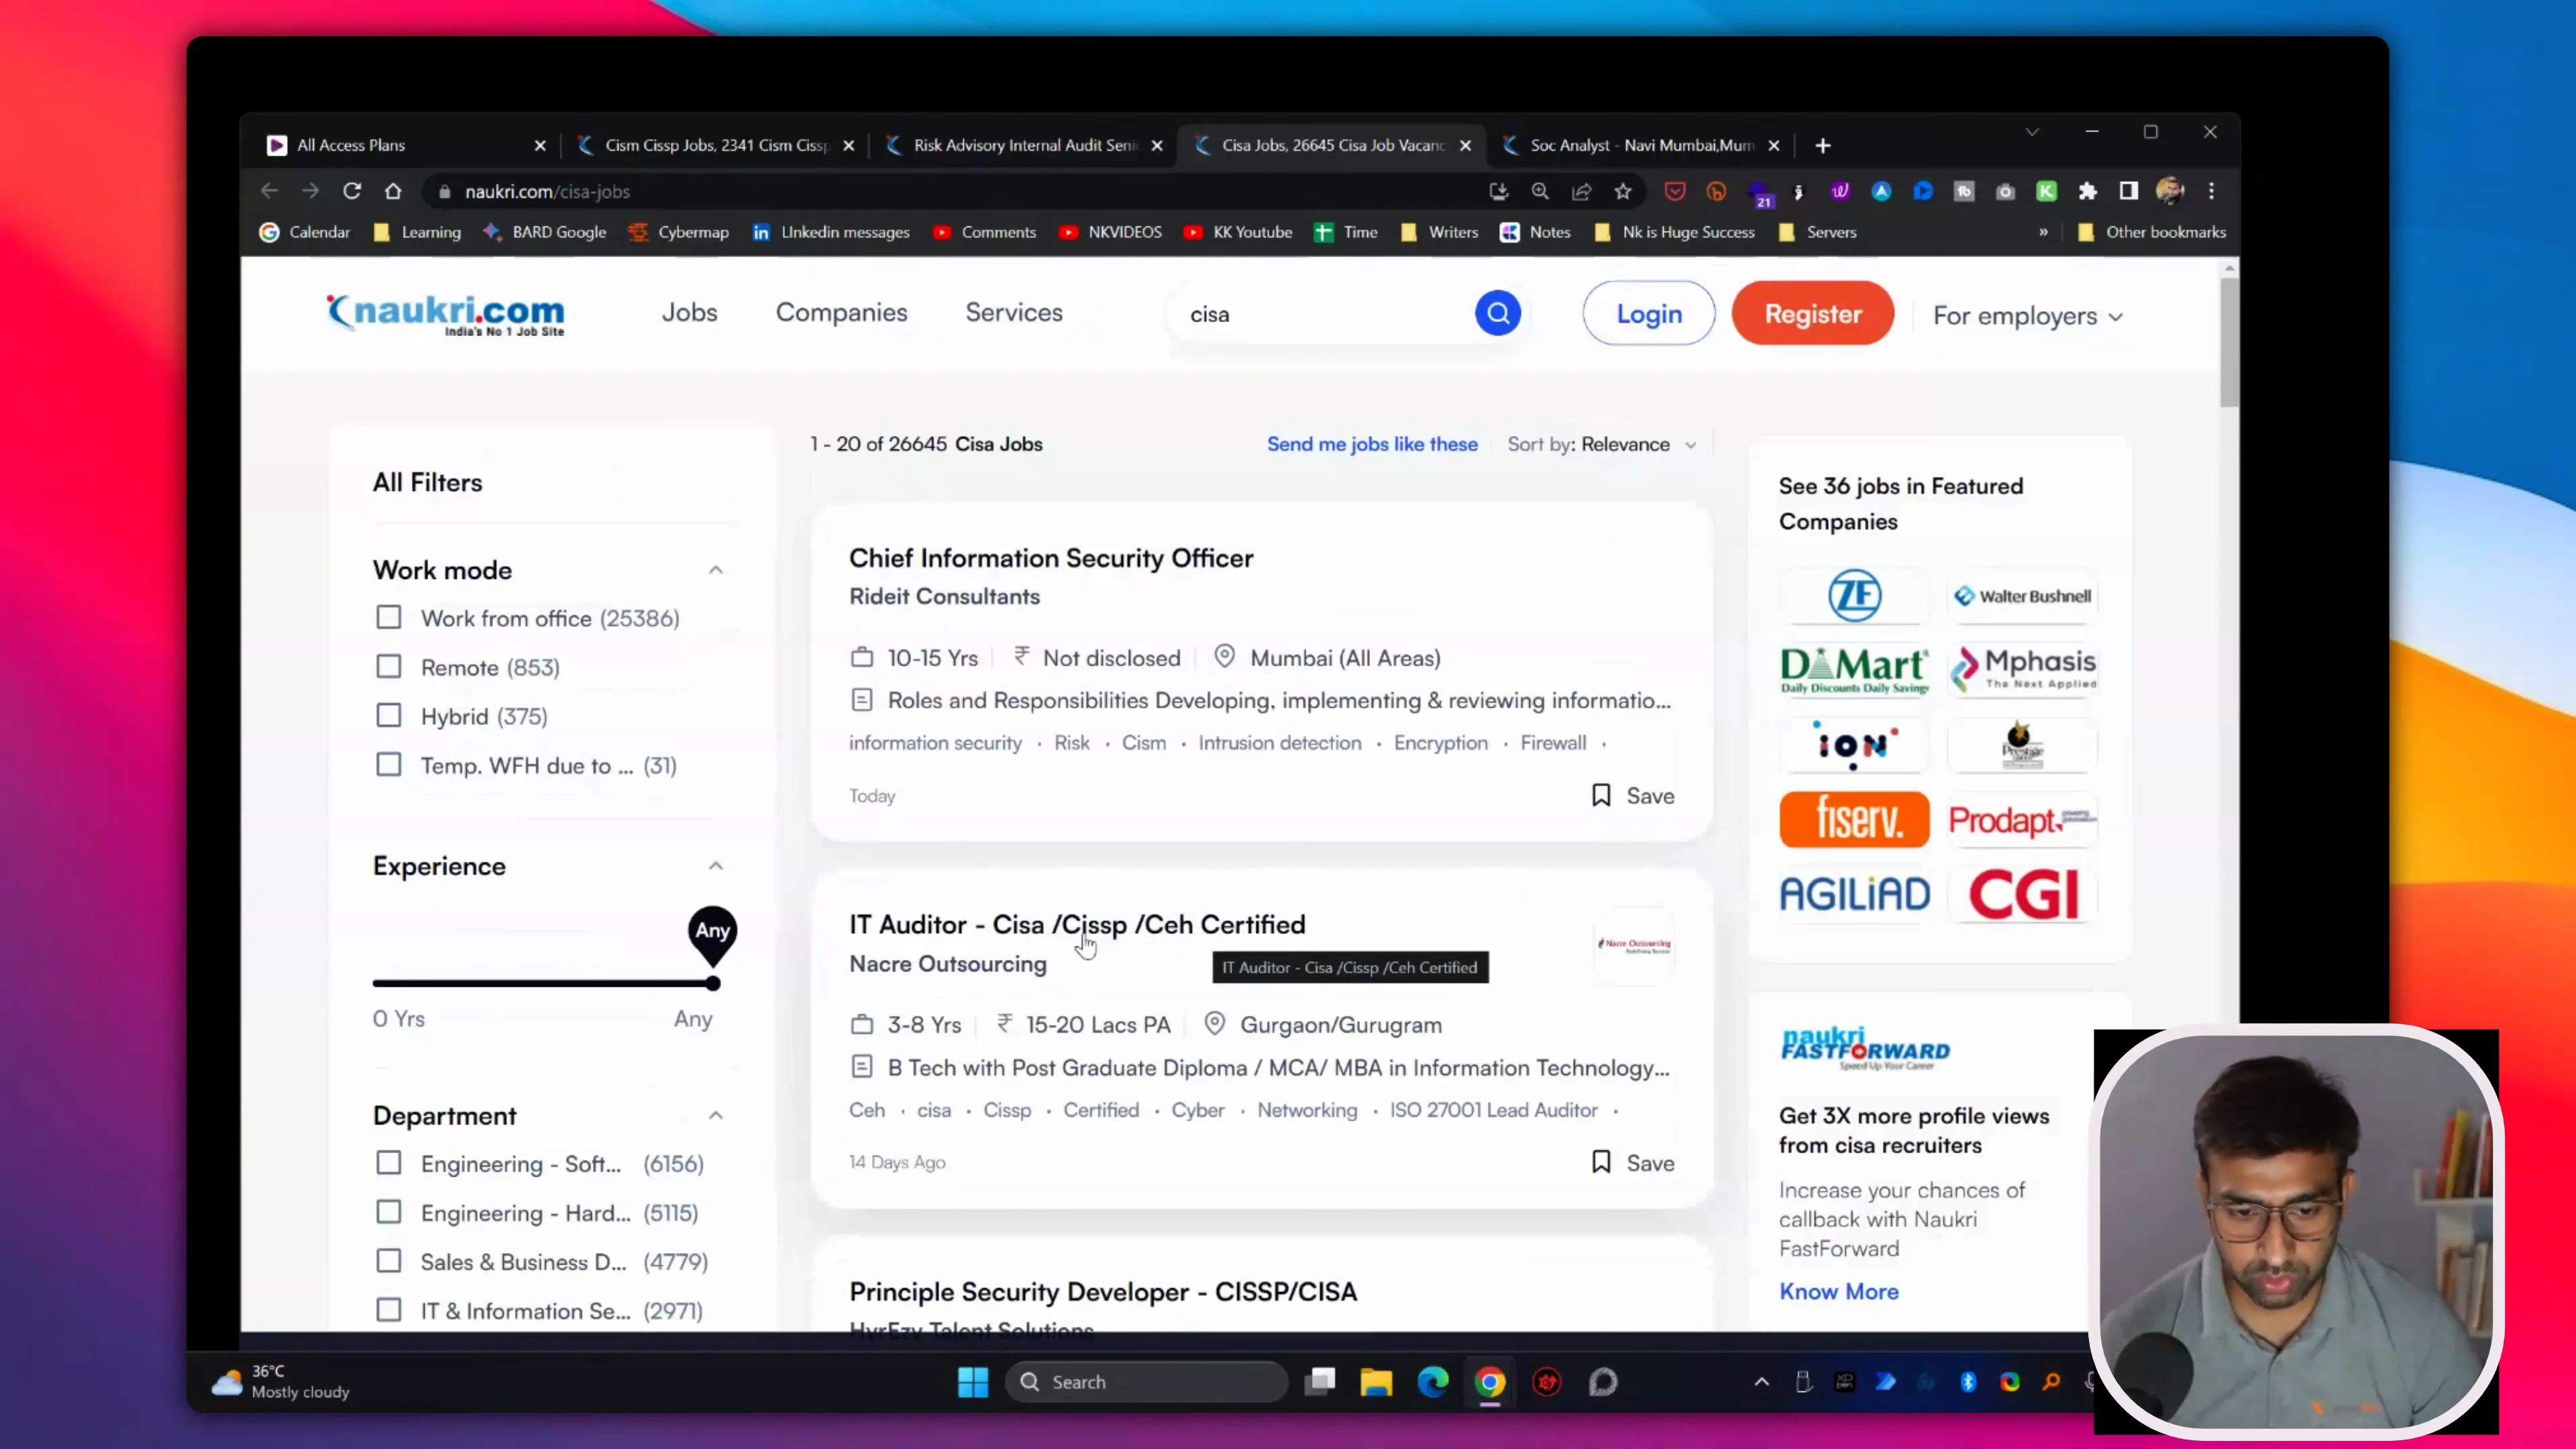 All Access Plans
Cism Cissp Jobs, 2341 Cism Cissp
Risk Advisory Internal Audit Seni
Cisa Jobs, 26645 Cisa Job Vacanc
Soc Analyst - Navi Mumbai,Mum
naukri.com/cisa-jobs
21
Calendar
Learning
BARD Google
Cybermap
LInkedin messages
Comments
NKVIDEOS
KK Youtube
Time
Writers
Notes
Nk is Huge Success
Servers
»
Other bookmarks
naukri.com
India's No 1 Job Site
Jobs
Companies
Services
cisa
Login
Register
For employers
All Filters
Work mode
Work from office (25386)
Remote (853)
Hybrid (375)
Temp. WFH due to ... (31)
Experience
Any
0 Yrs
Any
Department
Engineering - Soft... (6156)
Engineering - Hard... (5115)
Sales & Business D... (4779)
IT & Information Se... (2971)
1 - 20 of 26645 Cisa Jobs
Send me jobs like these
Sort by: Relevance
Chief Information Security Officer
Rideit Consultants
10-15 Yrs
₹ Not disclosed
Mumbai (All Areas)
Roles and Responsibilities Developing, implementing & reviewing informatio...
information security · Risk · Cism · Intrusion detection · Encryption · Firewall ·
Today
Save
IT Auditor - Cisa /Cissp /Ceh Certified
Nacre Outsourcing
IT Auditor - Cisa /Cissp /Ceh Certified
Nacre Outsourcing
3-8 Yrs
₹ 15-20 Lacs PA
Gurgaon/Gurugram
B Tech with Post Graduate Diploma / MCA/ MBA in Information Technology...
Ceh · cisa · Cissp · Certified · Cyber · Networking · ISO 27001 Lead Auditor ·
14 Days Ago
Save
Principle Security Developer - CISSP/CISA
HyrEzy Talent Solutions
See 36 jobs in Featured
Companies
ZF
Walter Bushnell
DMart
Daily Discounts Daily Savings
Mphasis
The Next Applied
iON
Prestige
fiserv.
Prodapt.
AGILiAD
CGI
naukri
FASTFORWARD
Speed Up Your Career
Get 3X more profile views
from cisa recruiters
Increase your chances of
callback with Naukri
FastForward
Know More
36°C
Mostly cloudy
Search